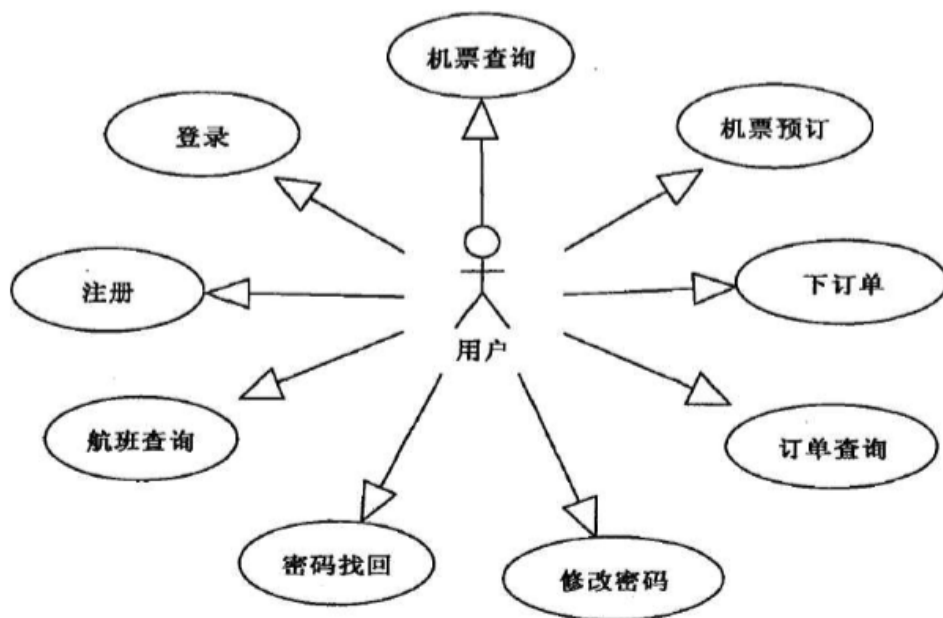 机票查询
登录
机票预订
注册
下订单
用户
航班查询
订单查询
密码找回
修改密码